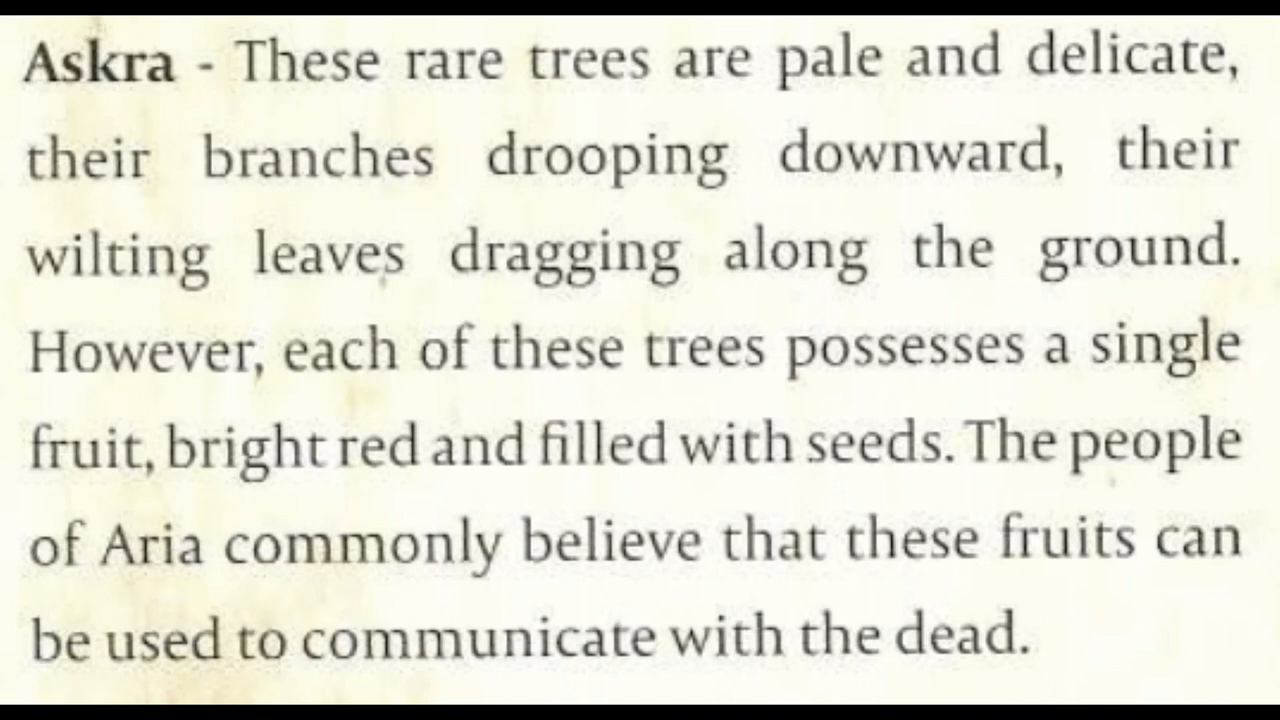 Askra - These rare trees are pale and delicate,
their branches drooping downward, their
wilting leaves dragging along the ground.
However, each of these trees possesses a single
fruit, bright red and filled with seeds. The people
of Aria commonly believe that these fruits can
be used to communicate with the dead.